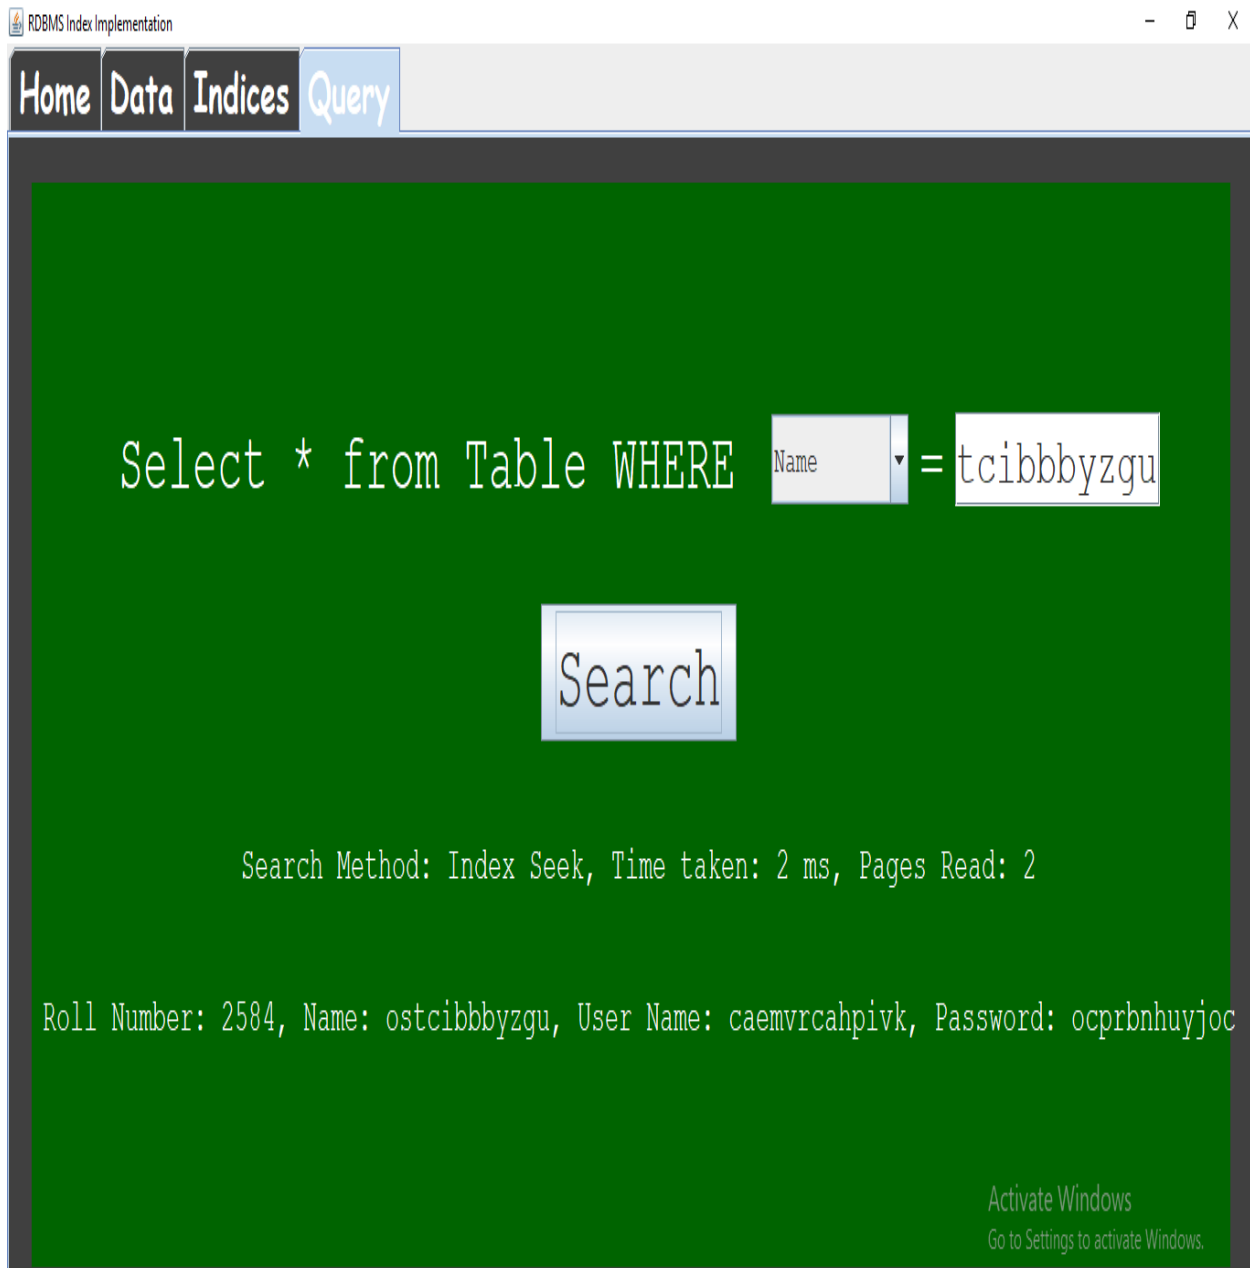 RDBMS Index Implementation
Home Data Indices Query
Select * from Table WHERE Name = tcibbbyzgu
Search
Search Method: Index Seek, Time taken: 2 ms, Pages Read: 2
Roll Number: 2584, Name: ostcibbbyzgu, User Name: caemvrcahpivk, Password: ocprbnhuyjoc
Activate Windows
Go to Settings to activate Windows.